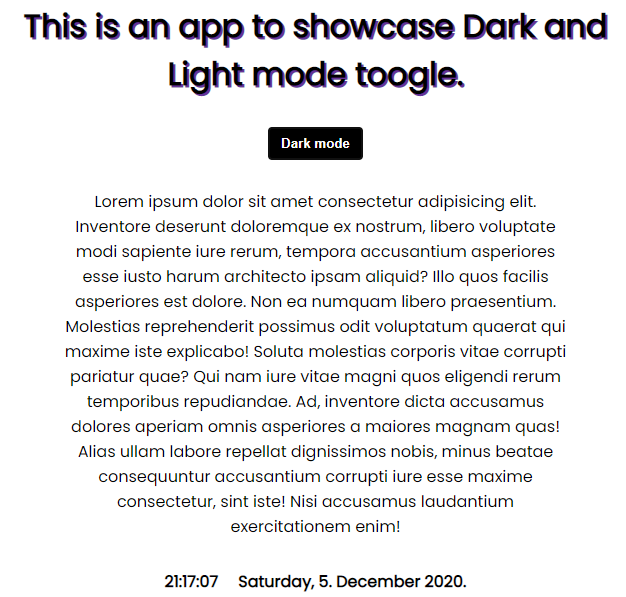 This is an app to showcase Dark and
Light mode toogle.
Dark mode
Lorem ipsum dolor sit amet consectetur adipisicing elit.
Inventore deserunt doloremque ex nostrum, libero voluptate
modi sapiente iure rerum, tempora accusantium asperiores
esse iusto harum architecto ipsam aliquid? Illo quos facilis
asperiores est dolore. Non ea numquam libero praesentium.
Molestias reprehenderit possimus odit voluptatum quaerat qui
maxime iste explicabo! Soluta molestias corporis vitae corrupti
pariatur quae? Qui nam iure vitae magni quos eligendi rerum
temporibus repudiandae. Ad, inventore dicta accusamus
dolores aperiam omnis asperiores a maiores magnam quas!
Alias ullam labore repellat dignissimos nobis, minus beatae
consequuntur accusantium corrupti iure esse maxime
consectetur, sint iste! Nisi accusamus laudantium
exercitationem enim!
21:17:07 Saturday, 5. December 2020.